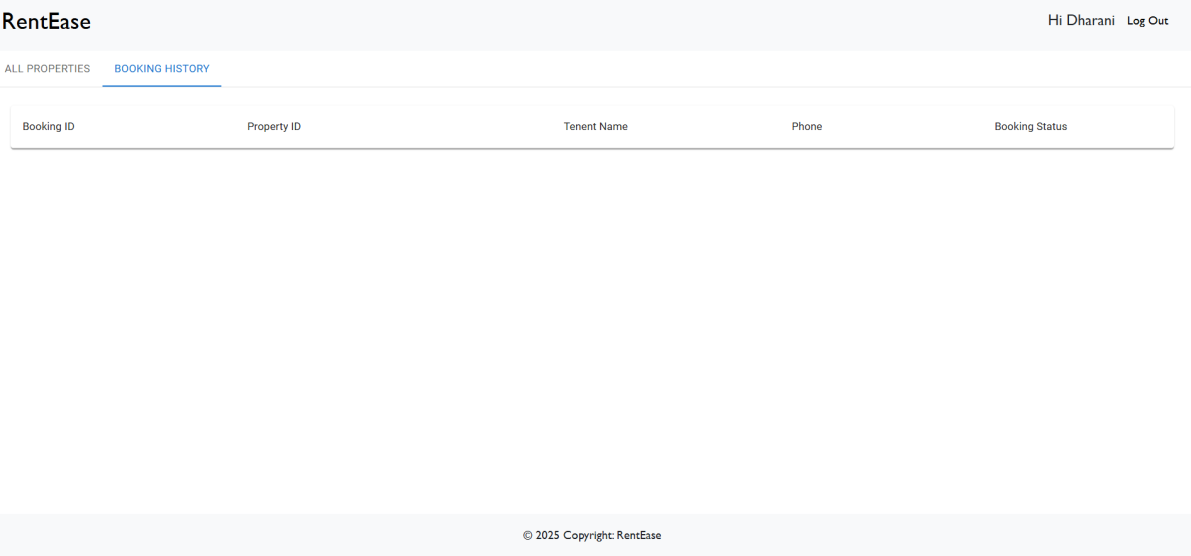 RentEase
Hi Dharani Log Out
ALL PROPERTIES BOOKING HISTORY
Booking ID Property ID Tenent Name Phone Booking Status
© 2025 Copyright: RentEase